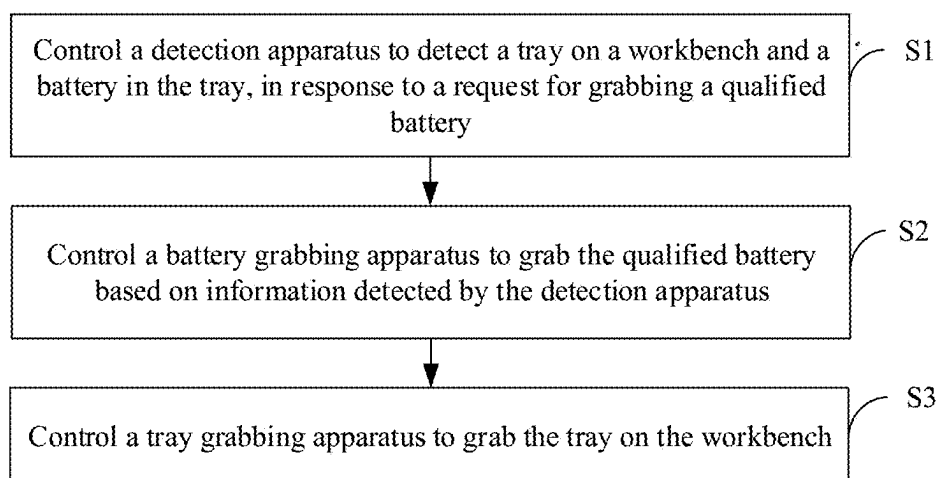 Control a detection apparatus to detect a tray on a workbench and a
battery in the tray, in response to a request for grabbing a qualified
battery
S1
Control a battery grabbing apparatus to grab the qualified battery
based on information detected by the detection apparatus
S2
Control a tray grabbing apparatus to grab the tray on the workbench
S3